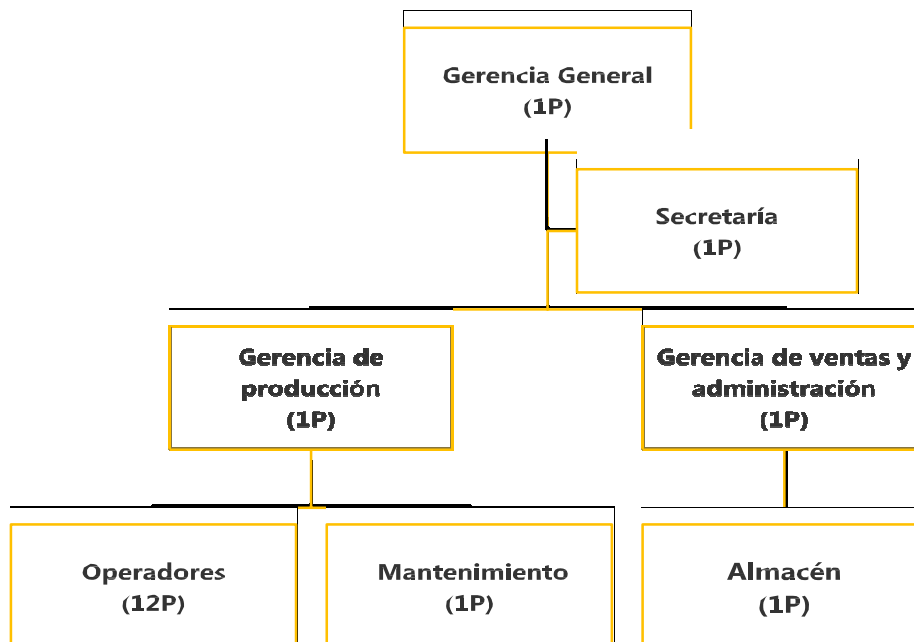 Gerencia General
(1P)
Secretaría
(1P)
Gerencia de
producción
(1P)
Gerencia de ventas y
administración
(1P)
Operadores
(12P)
Mantenimiento
(1P)
Almacén
(1P)